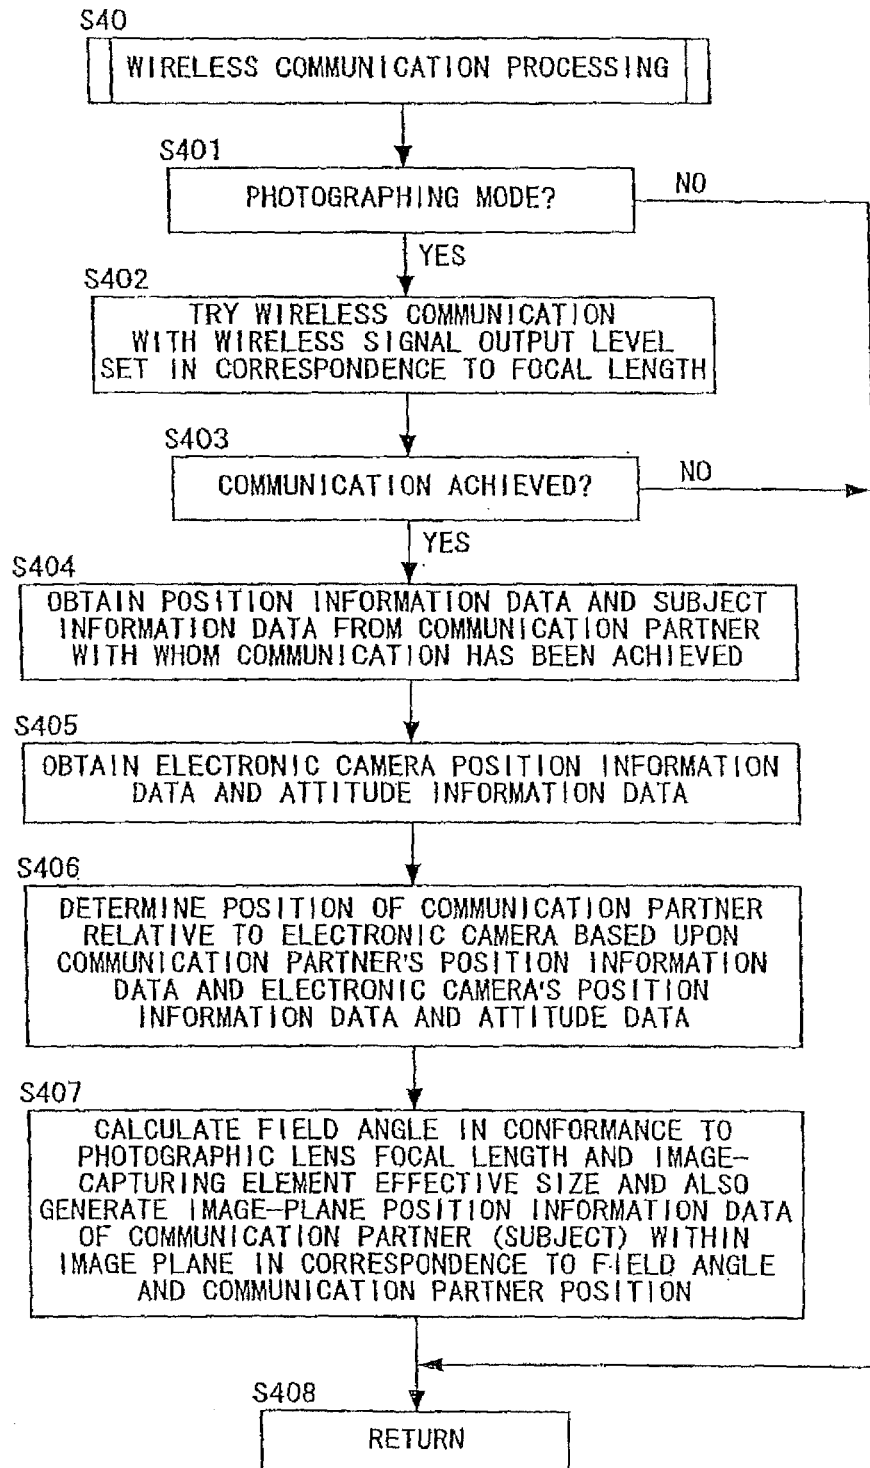 S40
WIRELESS COMMUNICATION PROCESSING
S401
PHOTOGRAPHING MODE?
NO
YES
S402
TRY WIRELESS COMMUNICATION
WITH WIRELESS SIGNAL OUTPUT LEVEL
SET IN CORRESPONDENCE TO FOCAL LENGTH
S403
COMMUNICATION ACHIEVED?
NO
YES
S404
OBTAIN POSITION INFORMATION DATA AND SUBJECT
INFORMATION DATA FROM COMMUNICATION PARTNER
WITH WHOM COMMUNICATION HAS BEEN ACHIEVED
S405
OBTAIN ELECTRONIC CAMERA POSITION INFORMATION
DATA AND ATTITUDE INFORMATION DATA
S406
DETERMINE POSITION OF COMMUNICATION PARTNER
RELATIVE TO ELECTRONIC CAMERA BASED UPON
COMMUNICATION PARTNER'S POSITION INFORMATION
DATA AND ELECTRONIC CAMERA'S POSITION
INFORMATION DATA AND ATTITUDE DATA
S407
CALCULATE FIELD ANGLE IN CONFORMANCE TO
PHOTOGRAPHIC LENS FOCAL LENGTH AND IMAGE-
CAPTURING ELEMENT EFFECTIVE SIZE AND ALSO
GENERATE IMAGE-PLANE POSITION INFORMATION DATA
OF COMMUNICATION PARTNER (SUBJECT) WITHIN
IMAGE PLANE IN CORRESPONDENCE TO FIELD ANGLE
AND COMMUNICATION PARTNER POSITION
S408
RETURN